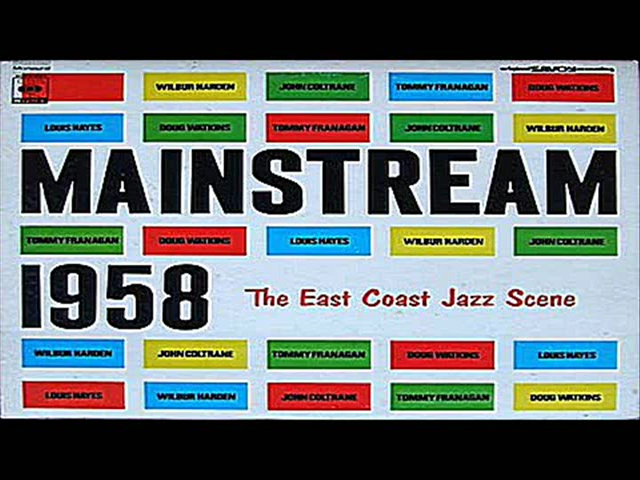 WILBUR HARDEN JOHN COLTRANE TOMMY FRANAGAN DOUG WATKINS
LOUIS HAYES DOUG WATKINS TOMMY FRANAGAN JOHN COLTRANE WILBUR HARDEN
MAINSTREAM
TOMMY FRANAGAN DOUG WATKINS LOUIS HAYES WILBUR HARDEN JOHN COLTRANE
1958 The East Coast Jazz Scene
WILBUR HARDEN JOHN COLTRANE TOMMY FRANAGAN DOUG WATKINS LOUIS HAYES
LOUIS HAYES WILBUR HARDEN JOHN COLTRANE TOMMY FRANAGAN DOUG WATKINS